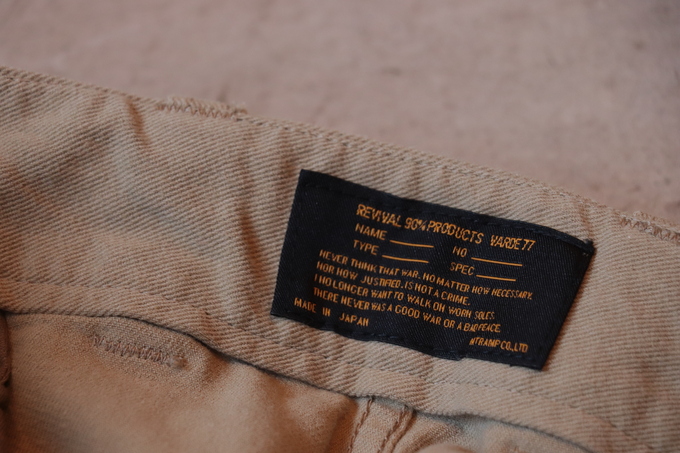 REVIVAL 90% PRODUCTS VARDE 77
NAME NO
TYPE SPEC
NEVER THINK THAT WAR, NO MATTER HOW NECESSARY,
NOR HOW JUSTIFIED, IS NOT A CRIME.
I NO LONGER WANT TO WALK ON WORN SOLES.
THERE NEVER WAS A GOOD WAR OR A BAD PEACE.
MADE IN JAPAN
CO.,LTD